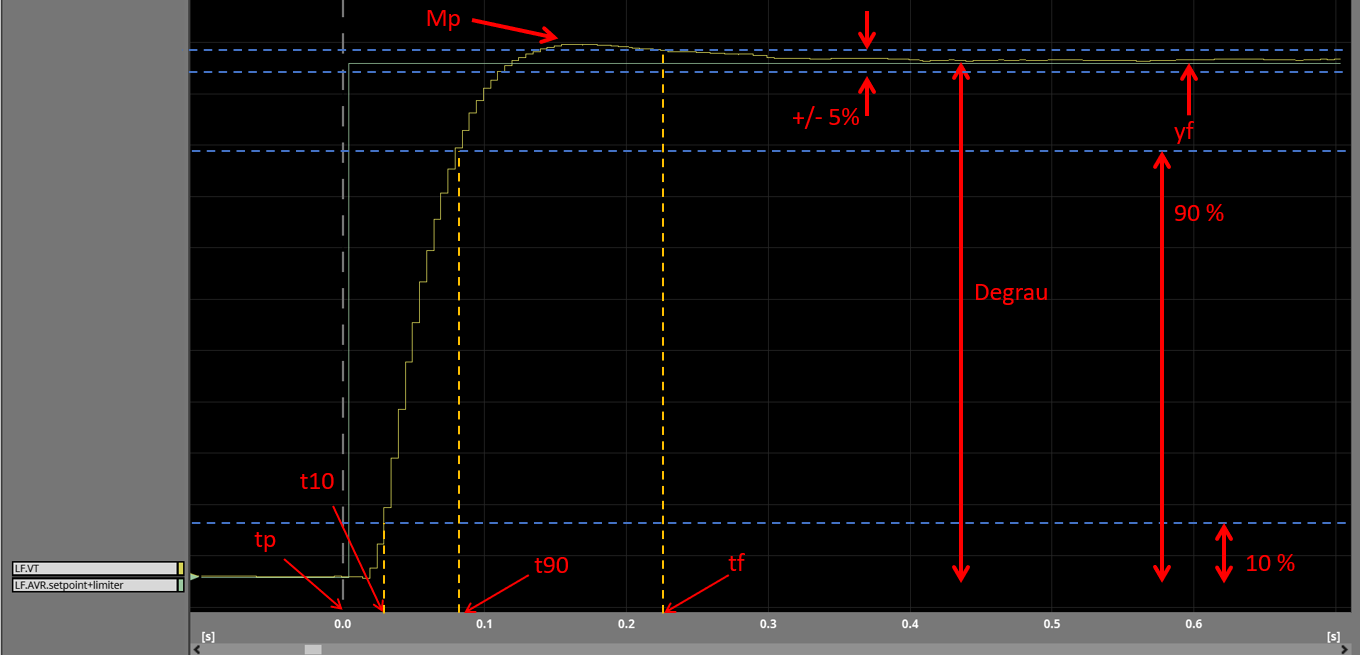 Mp
+/- 5%
yf
90 %
Degrau
t10
tp
t90
tf
10 %
LF.VT
LF.AVR.setpoint+limiter
0.0 0.1 0.2 0.3 0.4 0.5 0.6
[s] [s]